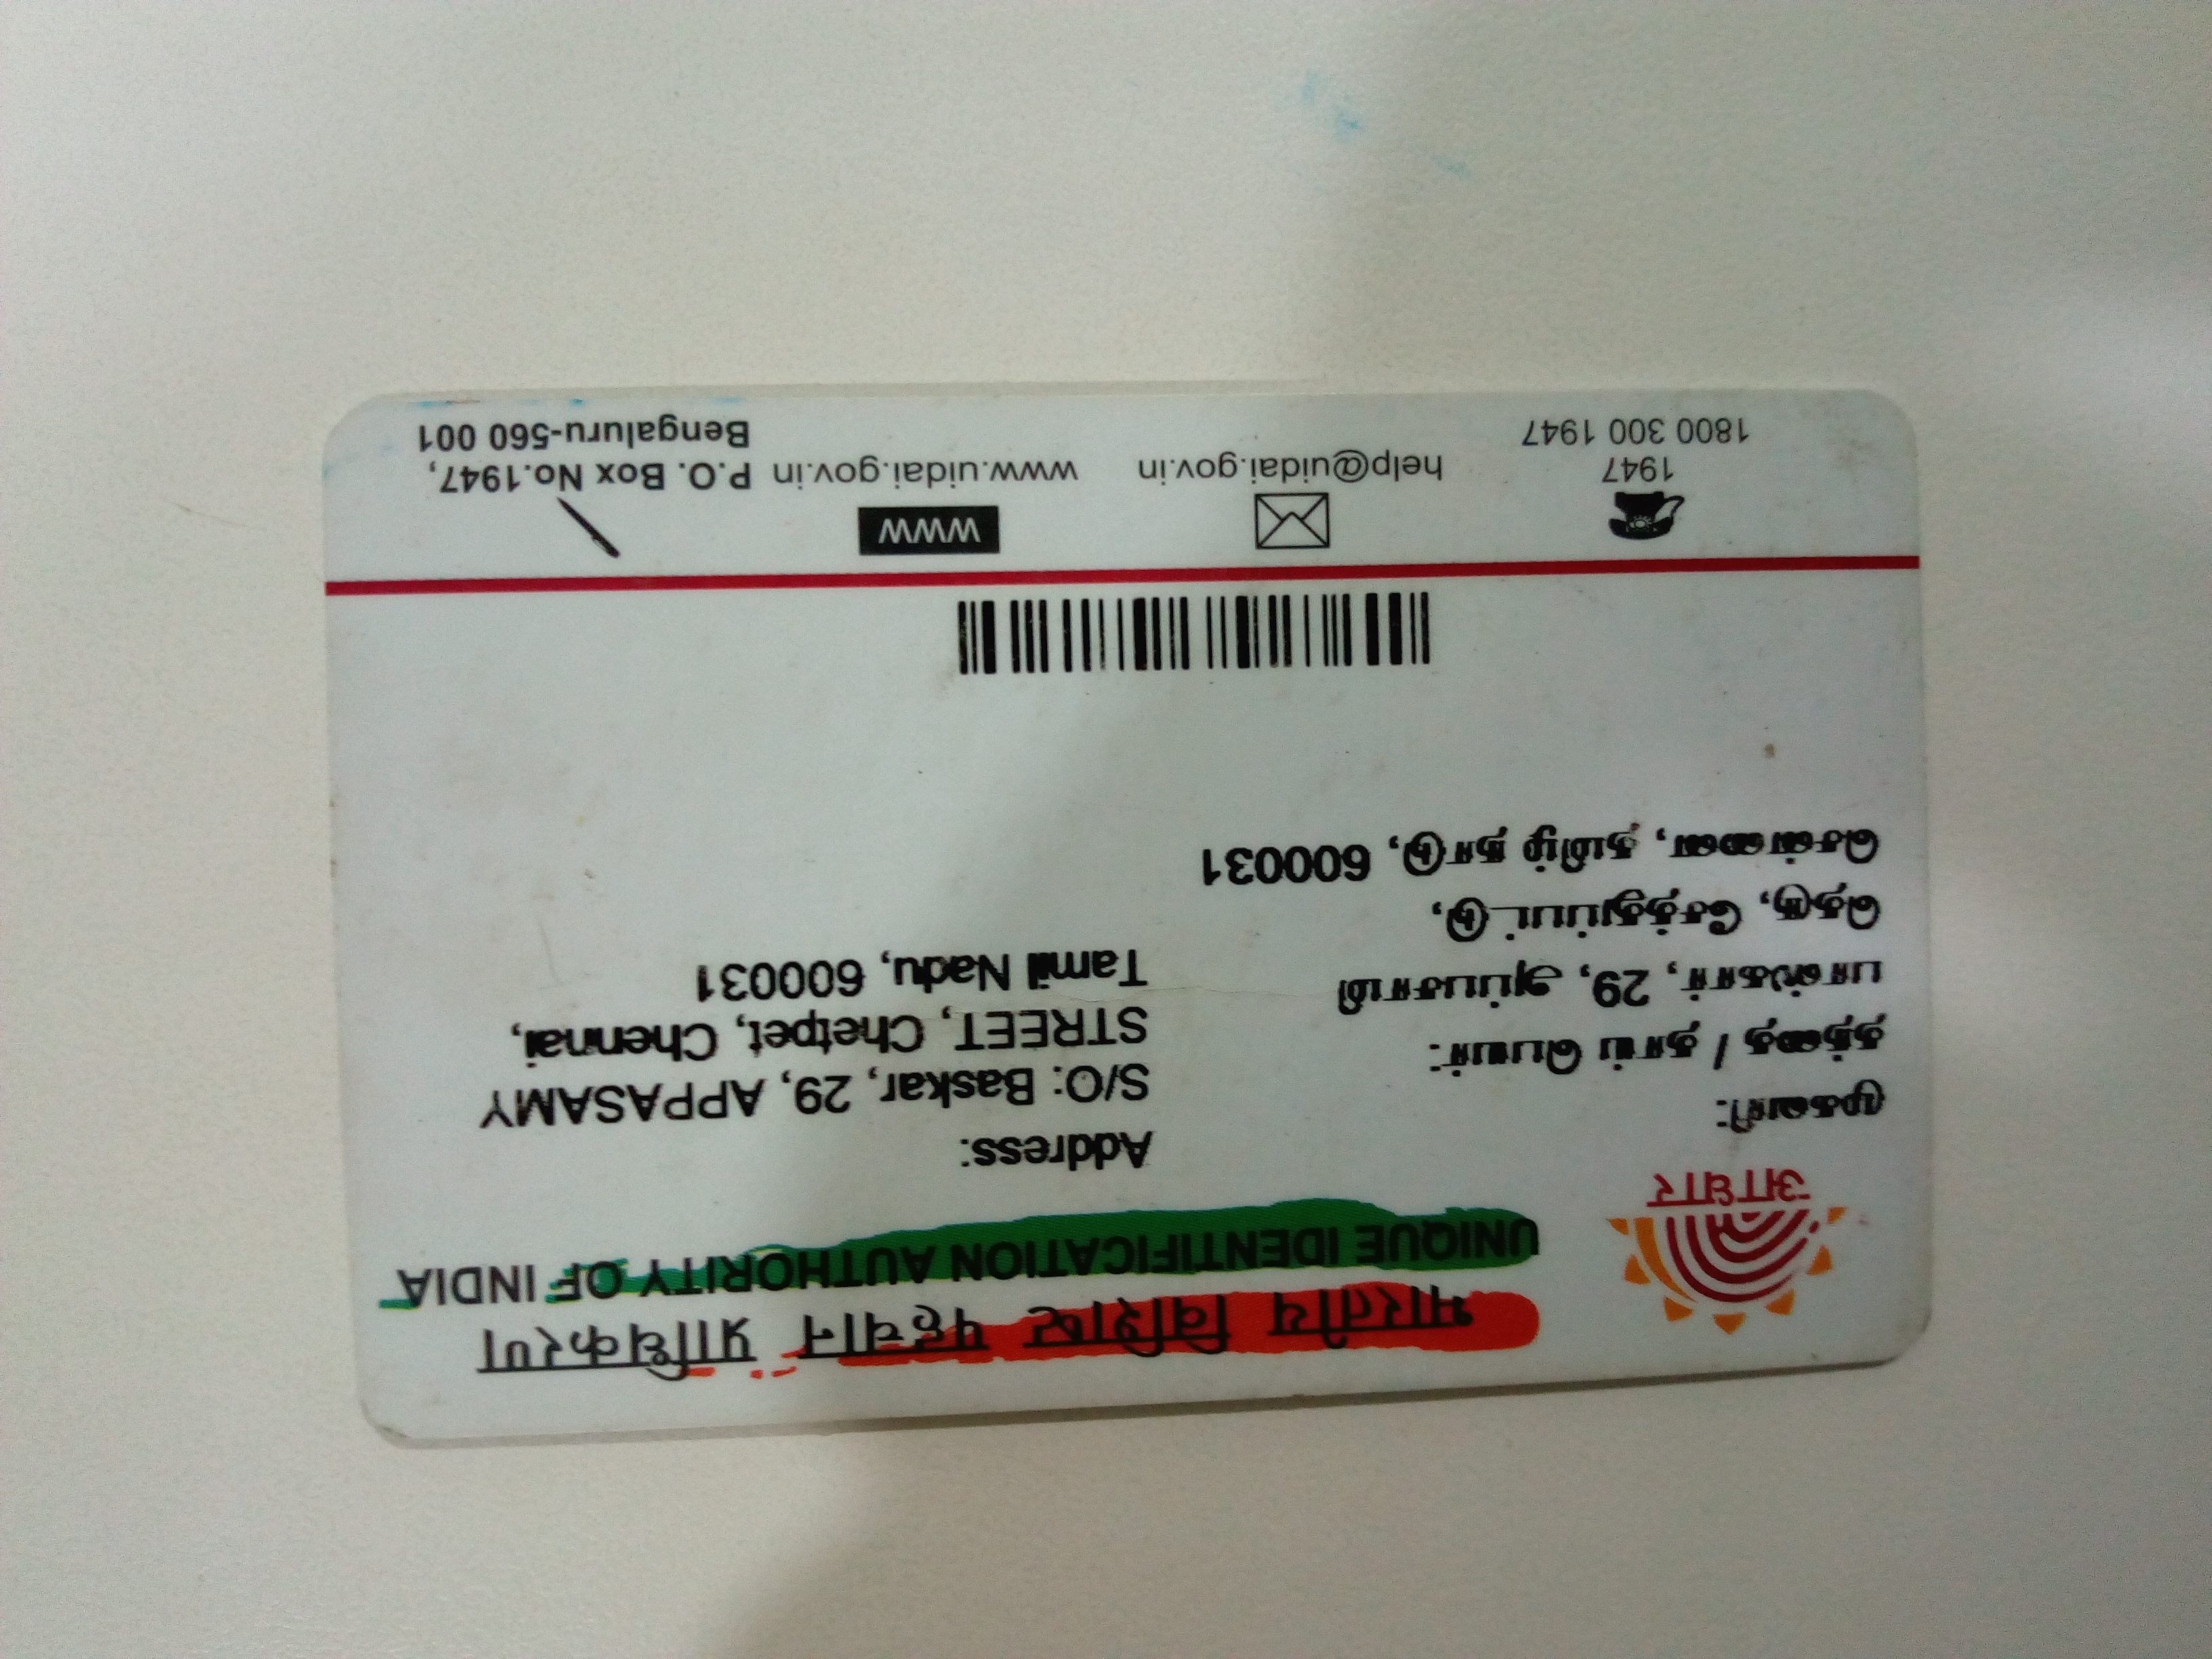 भारतीय विशिष्ट पहचान प्राधिकरण
UNIQUE IDENTIFICATION AUTHORITY OF INDIA
आधार
முகவரி:
தந்தை / தாய் பெயர்:
பாஸ்கார், 29, அப்பசாமி
தெரு, சேத்துப்பட்டு,
சென்னை, தமிழ் நாடு, 600031
Address:
S/O: Baskar, 29, APPASAMY
STREET, Chetpet, Chennai,
Tamil Nadu, 600031
1947
1800 300 1947
help@uidai.gov.in
WWW
www.uidai.gov.in
P.O. Box No.1947,
Bengaluru-560 001